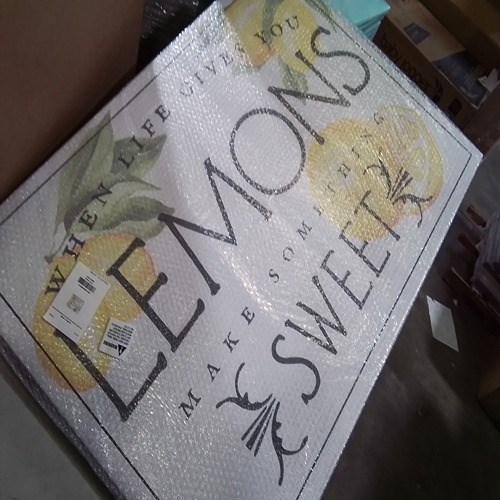 WHEN LIFE GIVES YOU
LEMONS
MAKE SOMETHING
SWEET